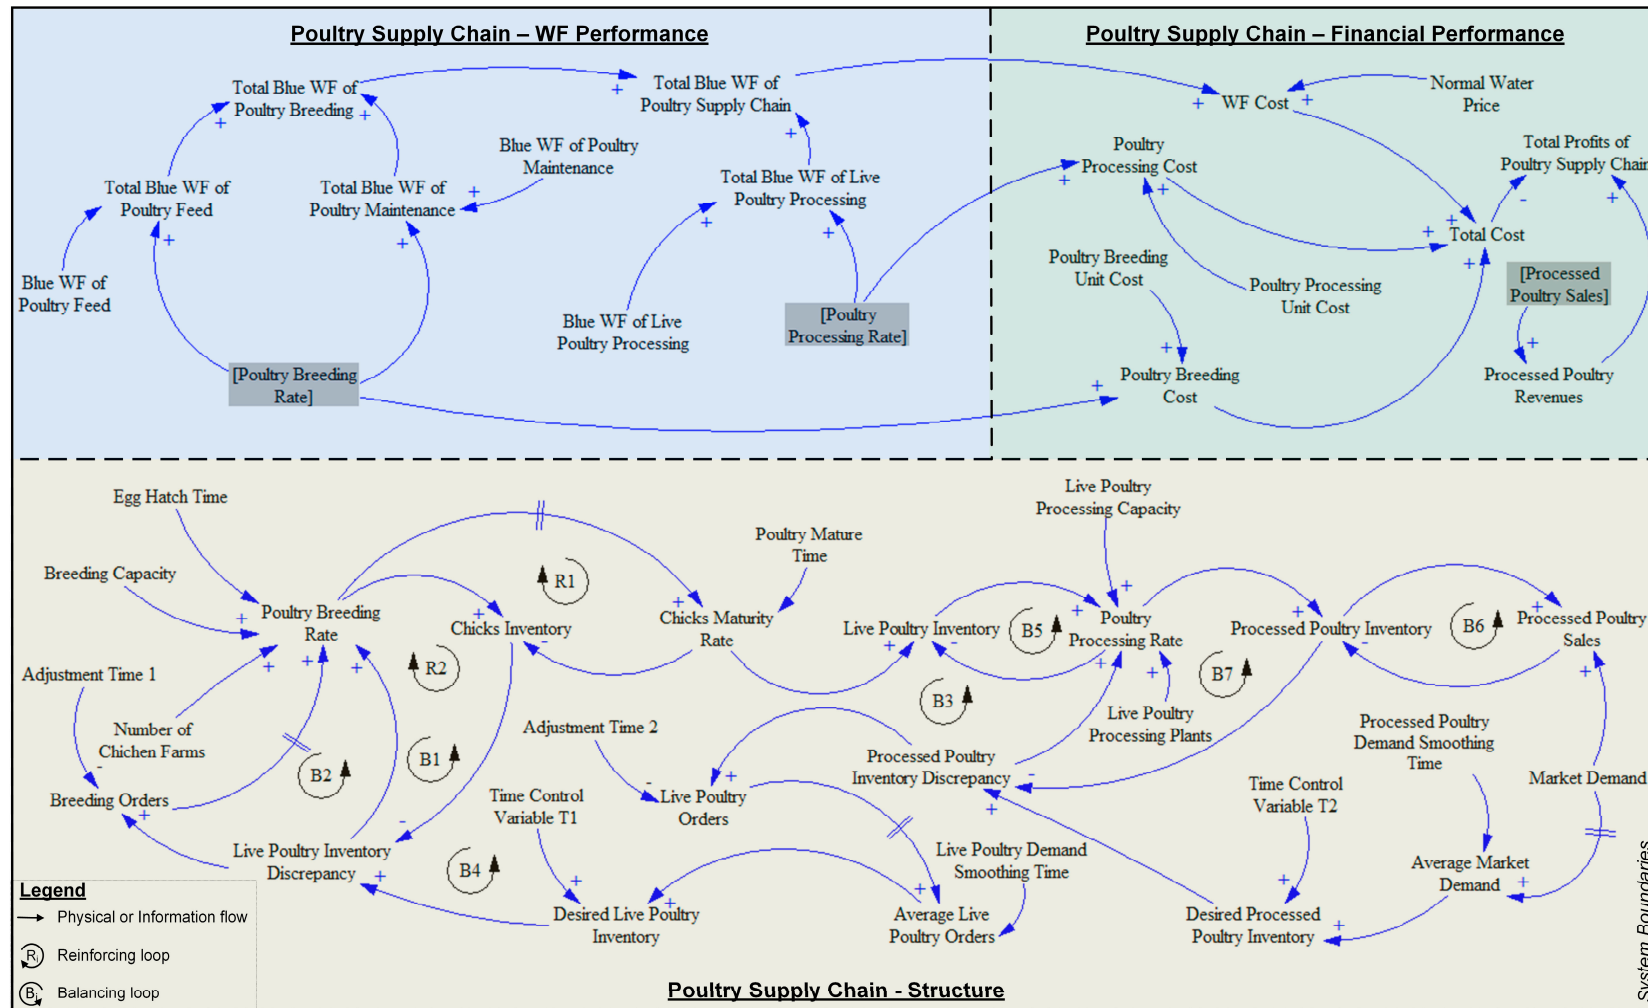 Poultry Supply Chain – WF Performance
Poultry Supply Chain – Financial Performance
Total Blue WF of
Poultry Breeding
+
+
Total Blue WF of
Poultry Supply Chain
+
+
Blue WF of Poultry
Maintenance
Total Blue WF of
Poultry Feed
+
Total Blue WF of
Poultry Maintenance
+
+
Total Blue WF of Live
Poultry Processing
+
+
Blue WF of
Poultry Feed
Blue WF of Live
Poultry Processing
[Poultry
Processing Rate]
[Poultry Breeding
Rate]
+
WF Cost
+
Normal Water
Price
Poultry
Processing Cost
+
+
Total Profits of
Poultry Supply Chain
-
+
+
+
Total Cost
+
Poultry Breeding
Unit Cost
Poultry Processing
Unit Cost
[Processed
Poultry Sales]
+
+
+
Poultry Breeding
Cost
Processed Poultry
Revenues
Egg Hatch Time
Breeding Capacity
+
Poultry Breeding
Rate
+
+
+
Adjustment Time 1
Number of
Chichen Farms
-
Breeding Orders
+
R1
R2
B1
B2
B4
+
Chicks Inventory
-
Poultry Mature
Time
+
Chicks Maturity
Rate
Live Poultry Inventory
+
-
B5
B3
Live Poultry
Processing Capacity
+
+
Poultry
Processing Rate
+
+
Live Poultry
Processing Plants
B7
+
Processed Poultry Inventory
-
B6
+
Processed Poultry
Sales
+
Adjustment Time 2
-
+
Live Poultry
Orders
Processed Poultry
Inventory Discrepancy
-
+
Processed Poultry
Demand Smoothing
Time
Market Demand
Time Control
Variable T1
Time Control
Variable T2
-
Live Poultry Inventory
Discrepancy
+
Live Poultry Demand
Smoothing Time
Average Market
Demand
+
+
+
Desired Live Poultry
Inventory
+
Average Live
Poultry Orders
+
Desired Processed
Poultry Inventory
+
Legend
Physical or Information flow
Ri
Reinforcing loop
Bi
Balancing loop
Poultry Supply Chain - Structure
System Boundaries